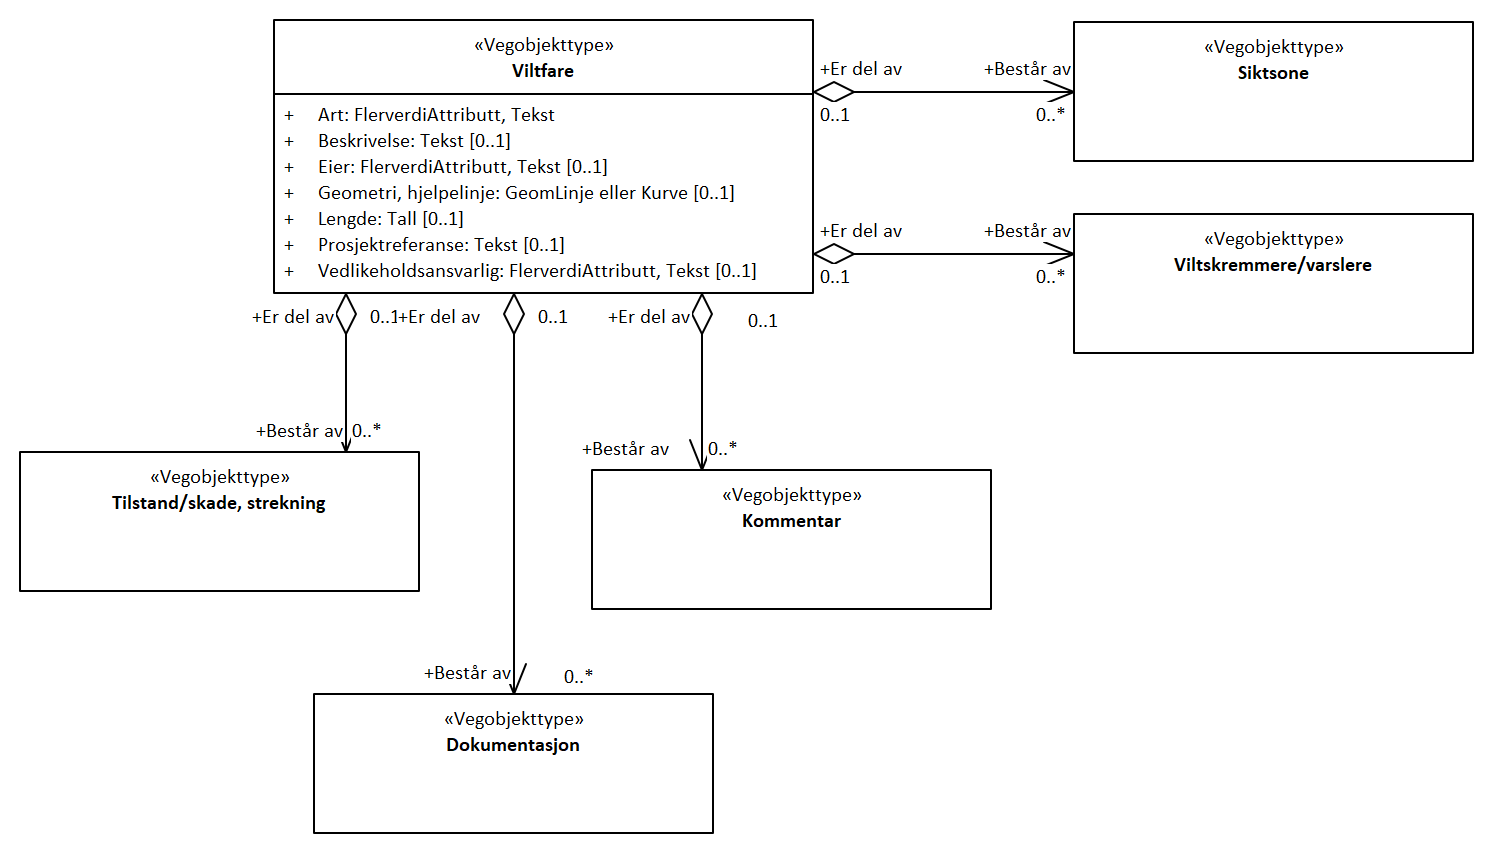 «Vegobjekttype»
Viltfare
+ Art: FlerverdiAttributt, Tekst
+ Beskrivelse: Tekst [0..1]
+ Eier: FlerverdiAttributt, Tekst [0..1]
+ Geometri, hjelpelinje: GeomLinje eller Kurve [0..1]
+ Lengde: Tall [0..1]
+ Prosjektreferanse: Tekst [0..1]
+ Vedlikeholdsansvarlig: FlerverdiAttributt, Tekst [0..1]
+Er del av +Består av
0..1 0..*
«Vegobjekttype»
Siktsone
+Er del av +Består av
0..1 0..*
«Vegobjekttype»
Viltskremmere/varslere
+Er del av 0..1 +Er del av 0..1 +Er del av 0..1
+Består av 0..*
«Vegobjekttype»
Tilstand/skade, strekning
+Består av 0..*
«Vegobjekttype»
Kommentar
+Består av 0..*
«Vegobjekttype»
Dokumentasjon